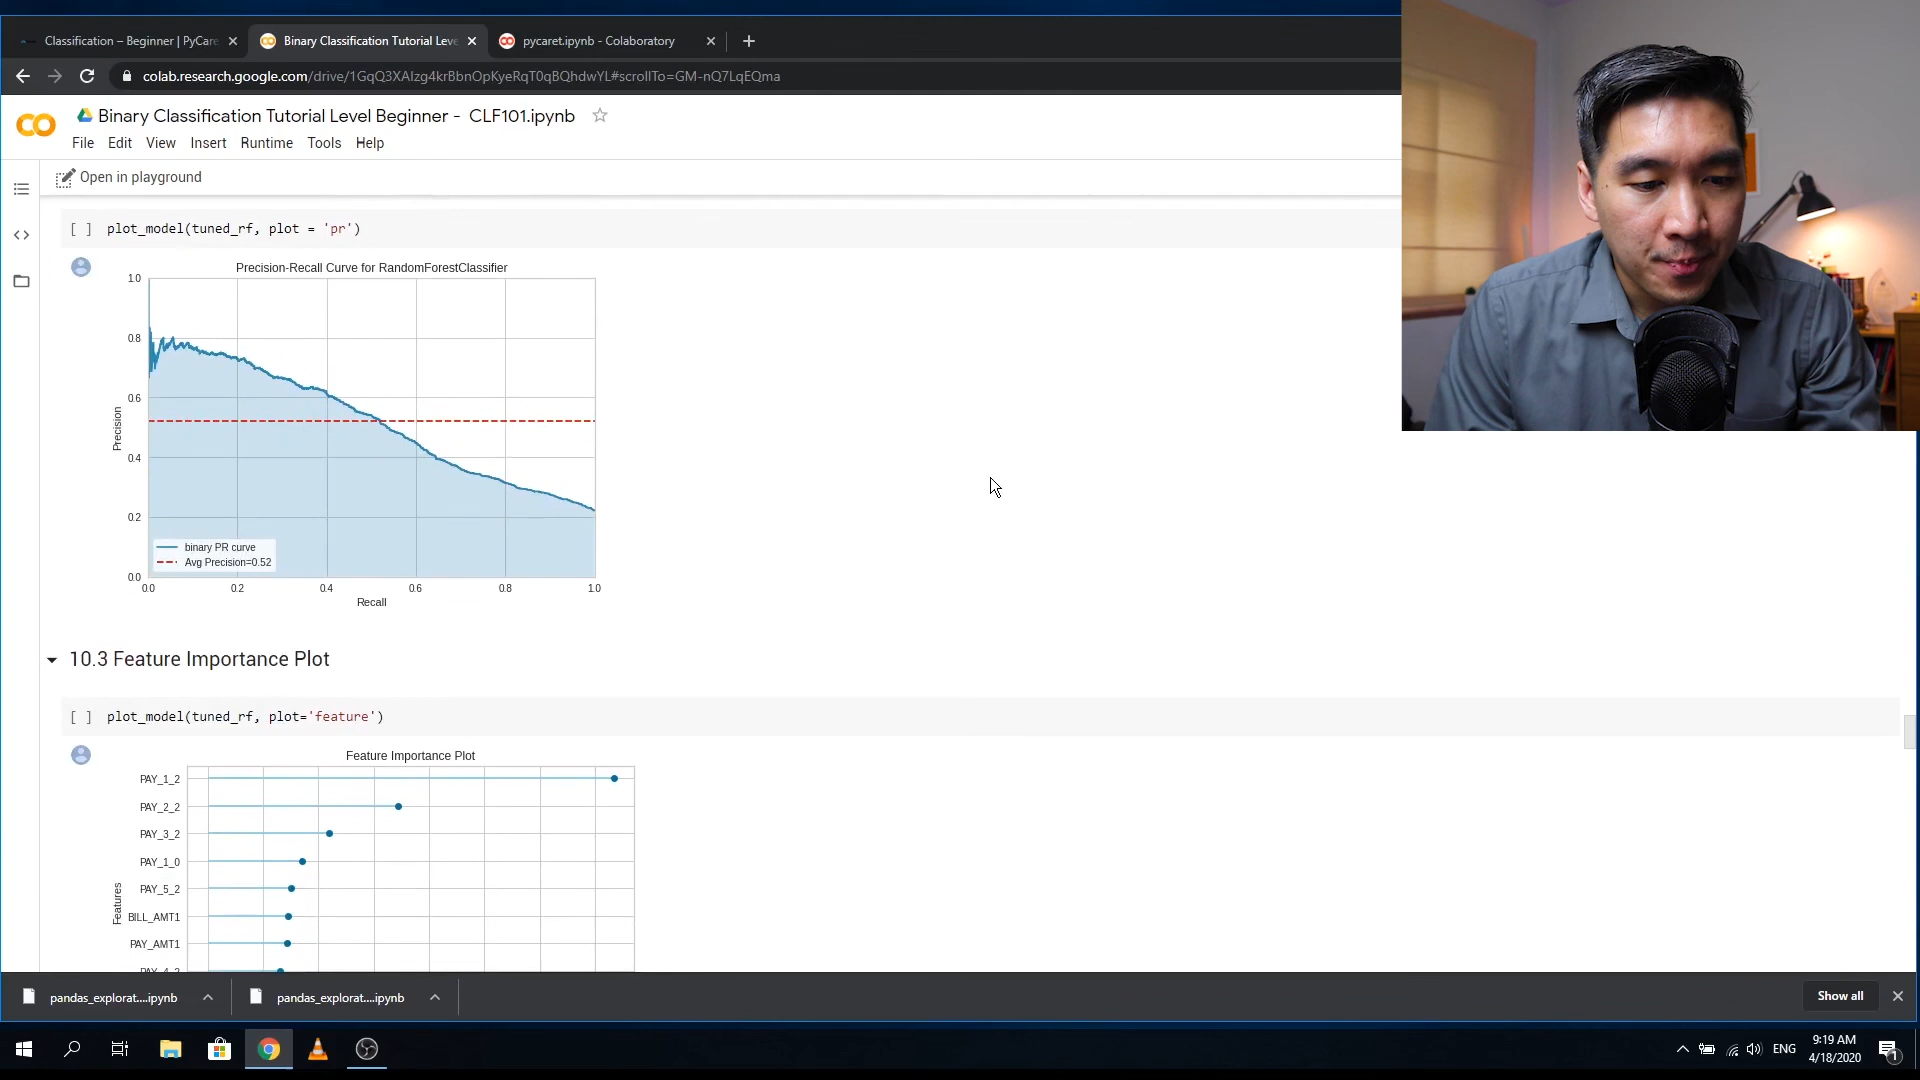 Classification – Beginner | PyCare
Binary Classification Tutorial Leve
pycaret.ipynb - Colaboratory
colab.research.google.com/drive/1GqQ3XAlzg4krBbnOpKyeRqT0qBQhdwYL#scrollTo=GM-nQ7LqEQma
Binary Classification Tutorial Level Beginner - CLF101.ipynb
File Edit View Insert Runtime Tools Help
Open in playground
[ ] plot_model(tuned_rf, plot = 'pr')
Precision-Recall Curve for RandomForestClassifier
1.0
0.8
0.6
0.4
0.2
0.0
Precision
binary PR curve
Avg Precision=0.52
0.0 0.2 0.4 0.6 0.8 1.0
Recall
10.3 Feature Importance Plot
[ ] plot_model(tuned_rf, plot='feature')
Feature Importance Plot
PAY_1_2
PAY_2_2
PAY_3_2
PAY_1_0
PAY_5_2
Features
BILL_AMT1
PAY_AMT1
PAY_4_2
pandas_explorat....ipynb
pandas_explorat....ipynb
Show all
ENG
9:19 AM
4/18/2020
1